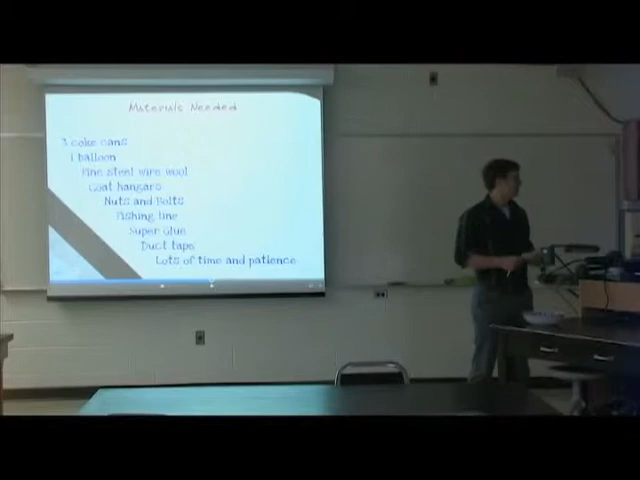 Materials Needed
3 coke cans
1 balloon
Fine steel wire wool
Coat hangars
Nuts and Bolts
Fishing line
Super Glue
Duct tape
Lots of time and patience